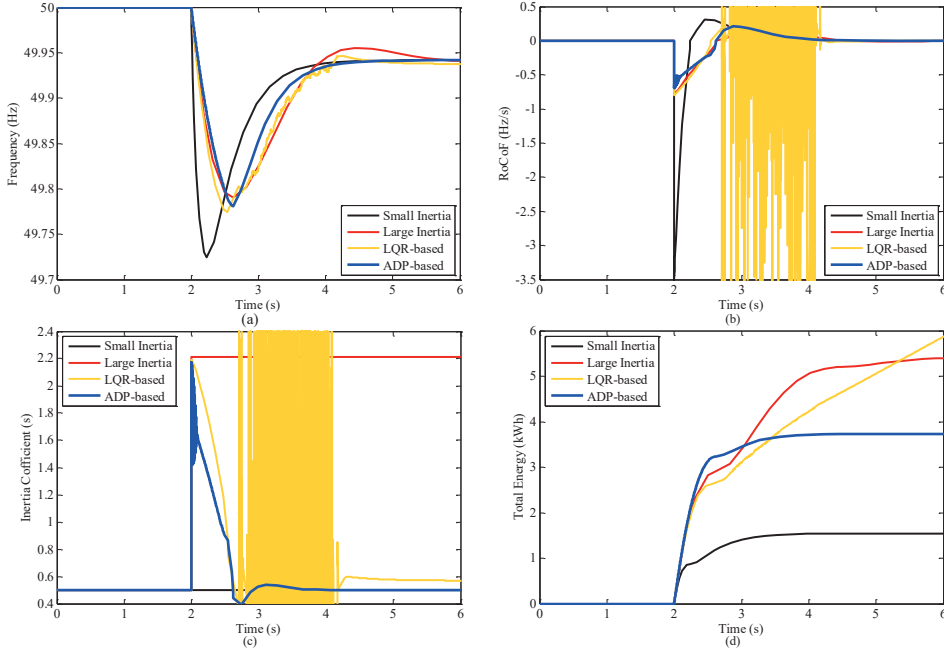 50
49.95
49.9
49.85
49.8
49.75
49.7
Frequency (Hz)
Small Inertia
Large Inertia
LQR-based
ADP-based
0 1 2 3 4 5 6
Time (s)
(a)
0.5
0
-0.5
-1
-1.5
-2
-2.5
-3
-3.5
RoCoF (Hz/s)
Small Inertia
Large Inertia
LQR-based
ADP-based
0 1 2 3 4 5 6
Time (s)
(b)
2.4
2.2
2
1.8
1.6
1.4
1.2
1
0.8
0.6
0.4
Inertia Cofficient (s)
Small Inertia
Large Inertia
LQR-based
ADP-based
0 1 2 3 4 5 6
Time (s)
(c)
6
5
4
3
2
1
0
Total Energy (kWh)
Small Inertia
Large Inertia
LQR-based
ADP-based
0 1 2 3 4 5 6
Time (s)
(d)